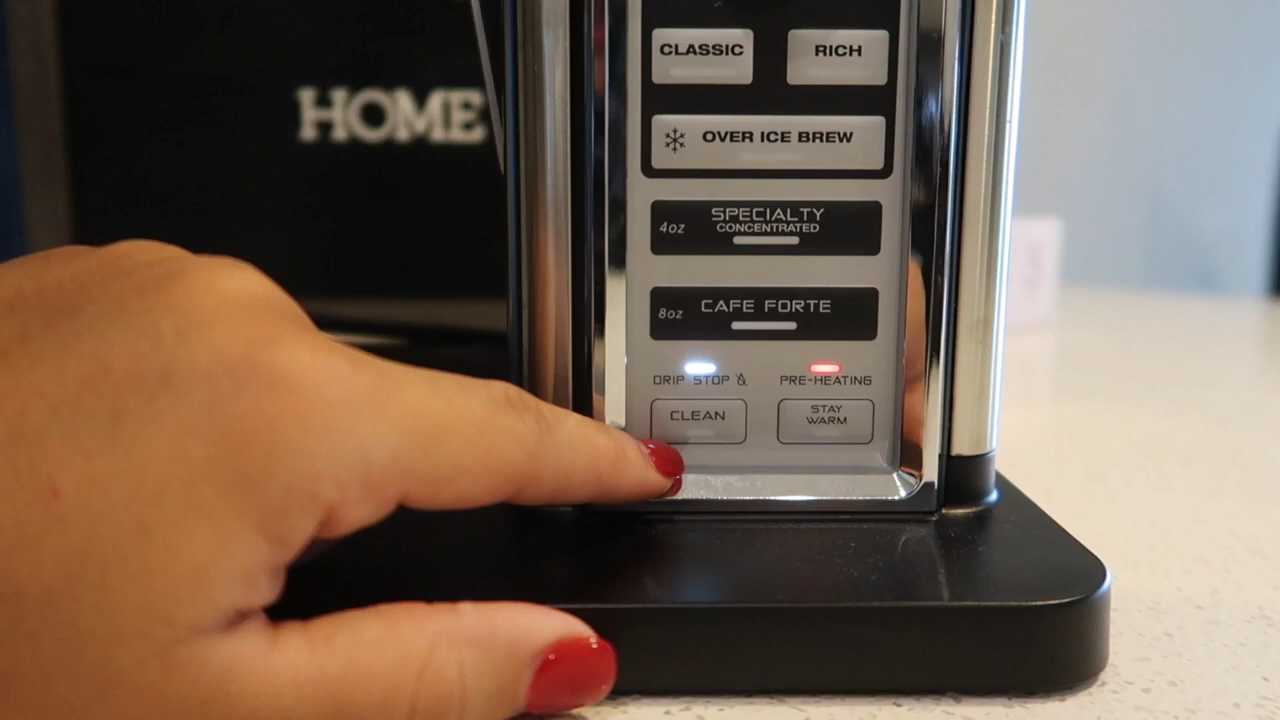 HOME
CLASSIC
RICH
OVER ICE BREW
4oz
SPECIALTY
CONCENTRATED
8oz
CAFE FORTE
DRIP STOP
PRE-HEATING
CLEAN
STAY
WARM